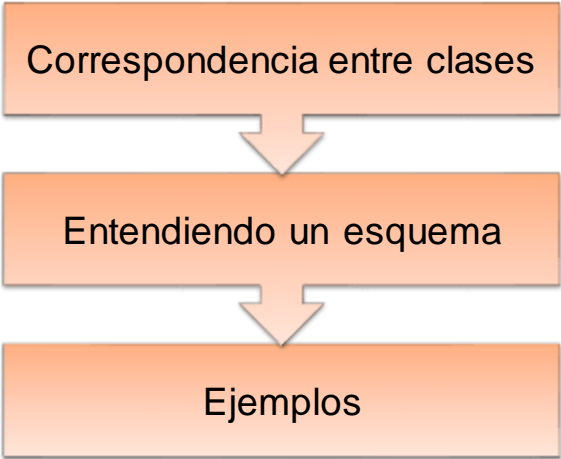 Correspondencia entre clases
Entendiendo un esquema
Ejemplos